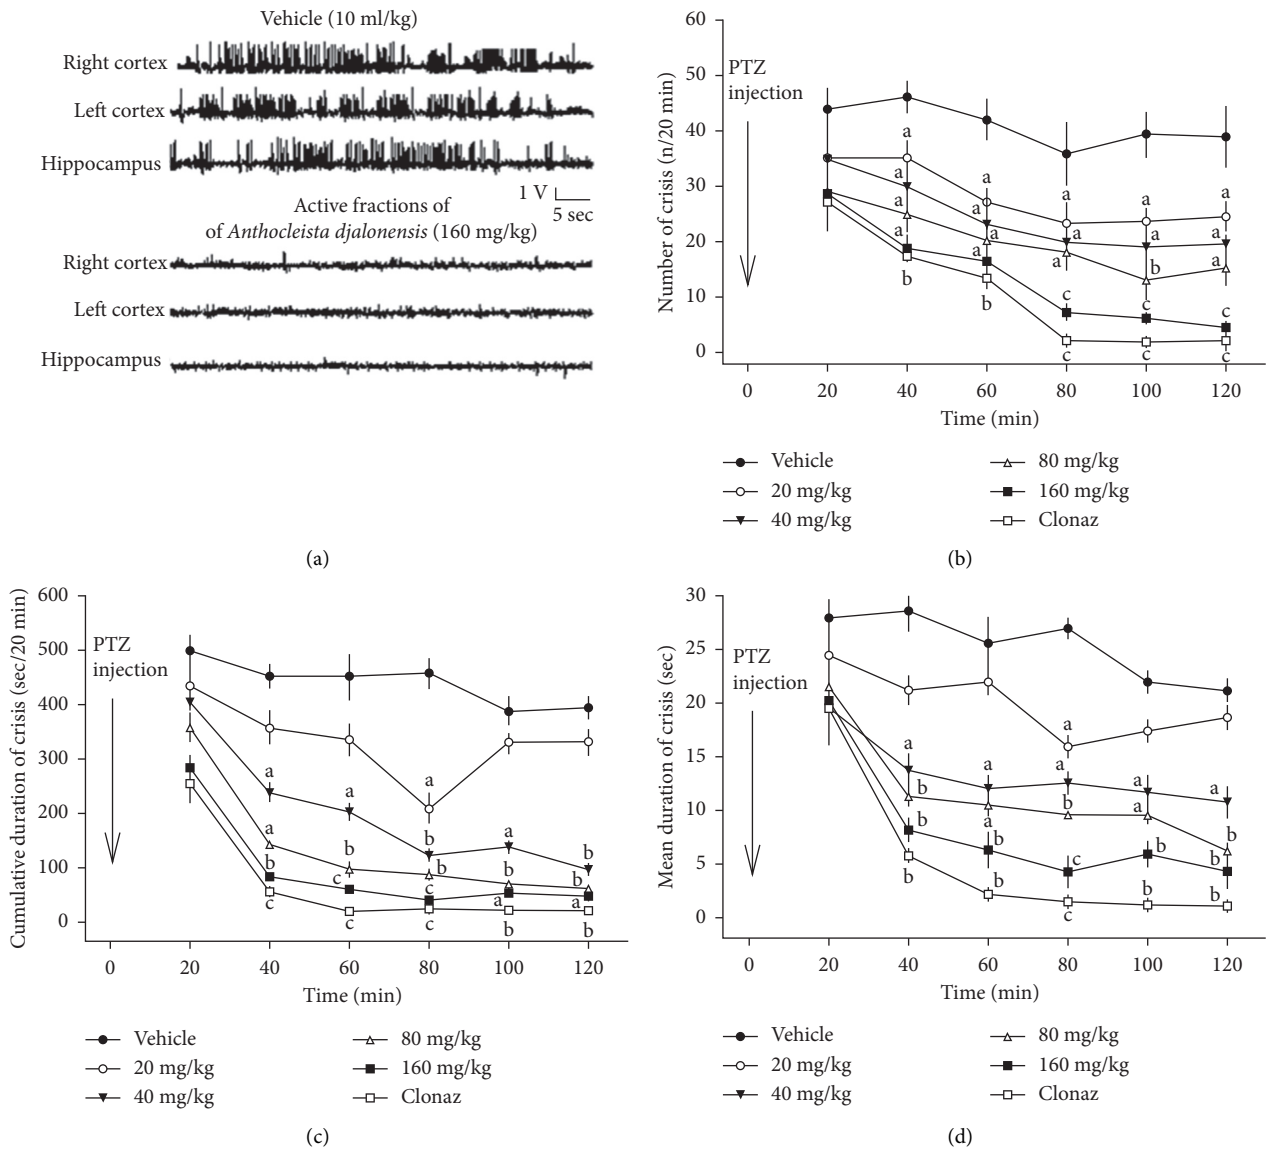 Vehicle (10 ml/kg)
Right cortex
Left cortex
Hippocampus
1 V
5 sec
Active fractions of
of Anthocleista djalonensis (160 mg/kg)
Right cortex
Left cortex
Hippocampus
(a)
Number of crisis (n/20 min)
60
50
40
30
20
10
0
PTZ
injection
a
a a a a a
a a a a a
a a a a b a
b b c c c
c c c
0 20 40 60 80 100 120
Time (min)
Vehicle
20 mg/kg
40 mg/kg
80 mg/kg
160 mg/kg
Clonaz
(b)
Cumulative duration of crisis (sec/20 min)
600
500
400
300
200
100
0
PTZ
injection
a a a a
a b b b
b c b b b
c c c c a a
b b
0 20 40 60 80 100 120
Time (min)
Vehicle
20 mg/kg
40 mg/kg
80 mg/kg
160 mg/kg
Clonaz
(c)
Mean duration of crisis (sec)
30
25
20
15
10
5
0
PTZ
injection
a
a a a a a
b a b a b
b b c b b
b b c b b
0 20 40 60 80 100 120
Time (min)
Vehicle
20 mg/kg
40 mg/kg
80 mg/kg
160 mg/kg
Clonaz
(d)